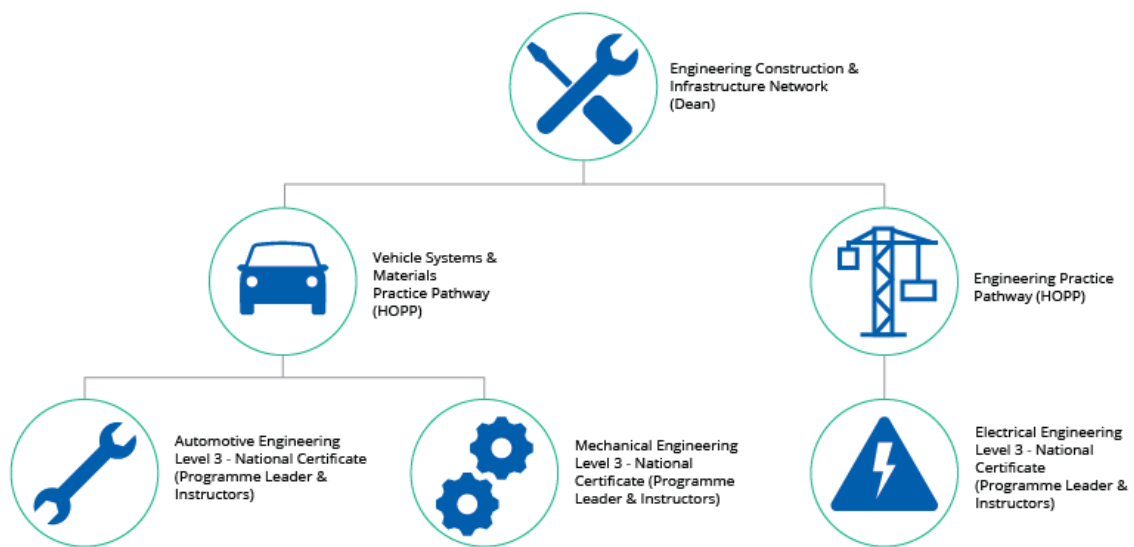 Engineering Construction &
Infrastructure Network
(Dean)
Vehicle Systems &
Materials
Practice Pathway
(HOPP)
Engineering Practice
Pathway (HOPP)
Automotive Engineering
Level 3 - National Certificate
(Programme Leader &
Instructors)
Mechanical Engineering
Level 3 - National
Certificate (Programme
Leader & Instructors)
Electrical Engineering
Level 3 - National
Certificate
(Programme Leader &
Instructors)